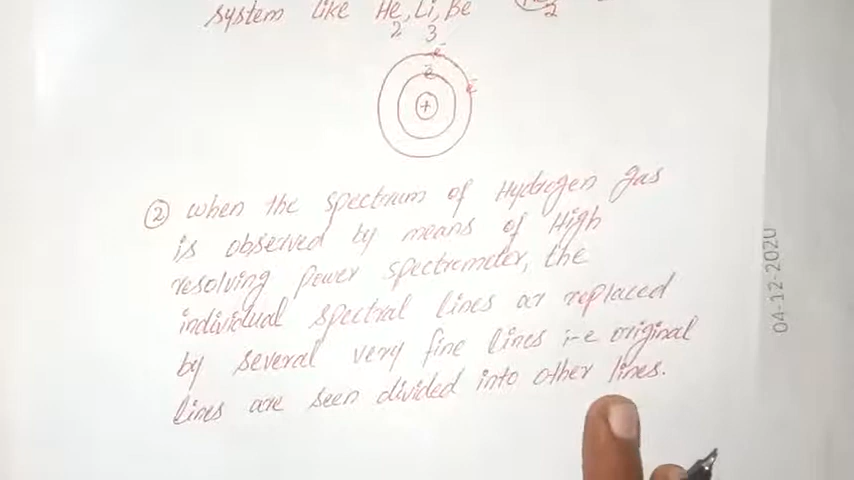 system like He, Li, Be
2 3
e-
e-
+
e-
② when the spectrum of Hydrogen gas
is observed by means of High
resolving power spectrometer, the
individual spectral lines ar replaced
by several very fine lines i-e original
lines are seen divided into other lines.
04-12-2020